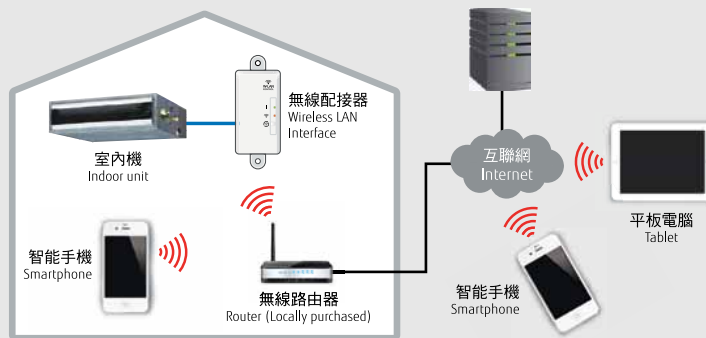 無線配接器
Wireless LAN
Interface
室內機
Indoor unit
互聯網
Internet
平板電腦
Tablet
智能手機
Smartphone
無線路由器
Router (Locally purchased)
智能手機
Smartphone